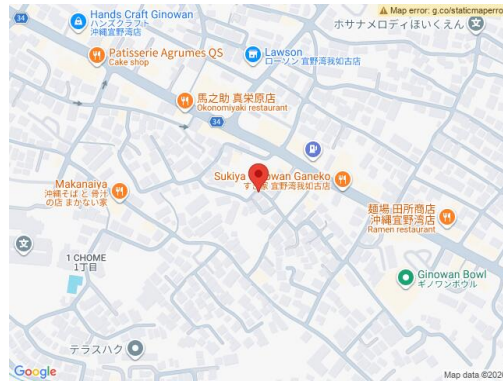 Map error: g.co/staticmaperro
Hands Craft Ginowan
ハンズクラフト
沖縄宜野湾店
34
ホサナメロディほいくえん
Patisserie Agrumes QS
Cake shop
Lawson
ローソン 宜野湾我如古店
馬之助 真栄原店
Okonomiyaki restaurant
34
Sukiya Ginowan Ganeko
すき家 宜野湾我如古店
Makanaiya
沖縄そばと 骨汁
の店 まかない家
麺場 田所商店
沖縄宜野湾店
Ramen restaurant
1 CHOME
1丁目
Ginowan Bowl
ギノワンボウル
テラスハク
Google
Map data ©2026